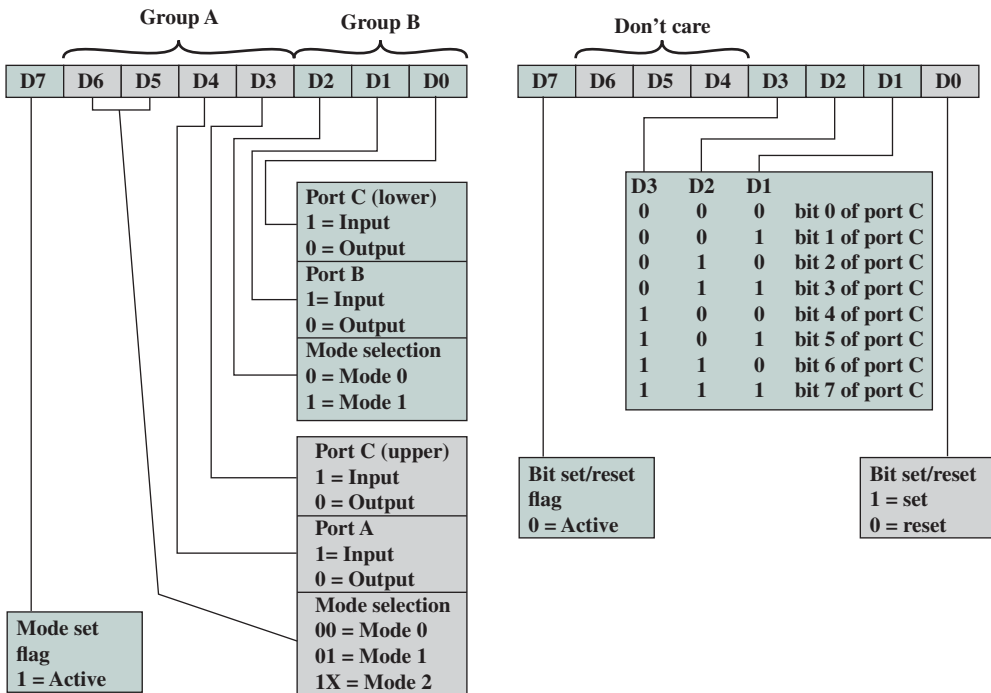 Group A
Group B
D7 D6 D5 D4 D3 D2 D1 D0
Port C (lower)
1 = Input
0 = Output
Port B
1= Input
0 = Output
Mode selection
0 = Mode 0
1 = Mode 1
Port C (upper)
1 = Input
0 = Output
Port A
1= Input
0 = Output
Mode selection
00 = Mode 0
01 = Mode 1
1X = Mode 2
Mode set
flag
1 = Active
Don't care
D7 D6 D5 D4 D3 D2 D1 D0
D3 D2 D1
0 0 0 bit 0 of port C
0 0 1 bit 1 of port C
0 1 0 bit 2 of port C
0 1 1 bit 3 of port C
1 0 0 bit 4 of port C
1 0 1 bit 5 of port C
1 1 0 bit 6 of port C
1 1 1 bit 7 of port C
Bit set/reset
flag
0 = Active
Bit set/reset
1 = set
0 = reset